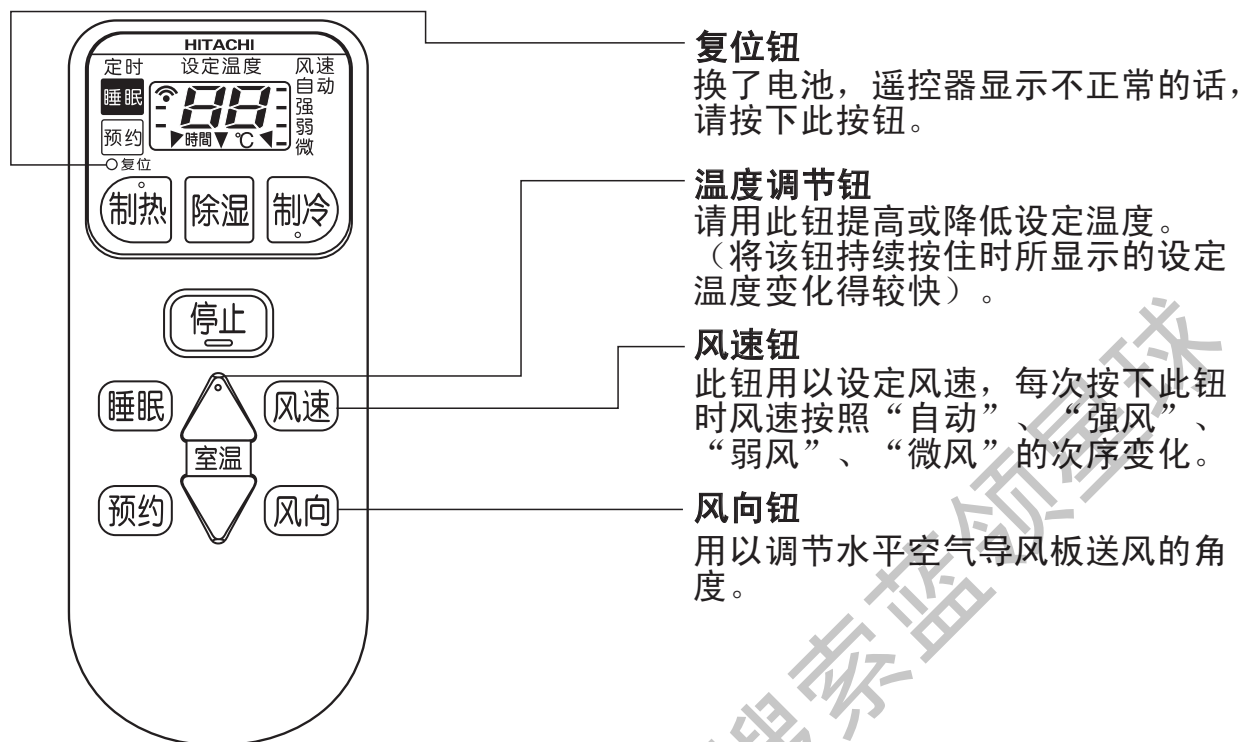 HITACHI
定时 设定温度 风速
睡眠
自动
强
弱
微
预约
時間 ℃
复位
制热 除湿 制冷
停止
睡眠 风速
室温
预约 风向
复位钮
换了电池，遥控器显示不正常的话，
请按下此按钮。
温度调节钮
请用此钮提高或降低设定温度。
（将该钮持续按住时所显示的设定
温度变化得较快）。
风速钮
此钮用以设定风速，每次按下此钮
时风速按照“自动”、“强风”、
“弱风”、“微风”的次序变化。
风向钮
用以调节水平空气导风板送风的角
度。
搜索蓝领星球